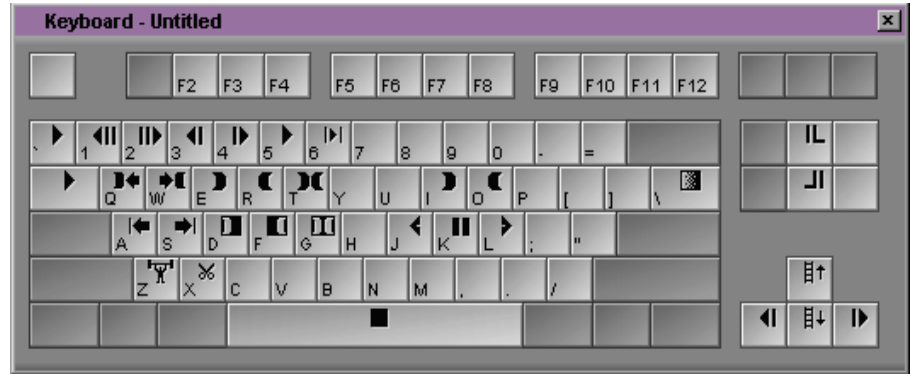 Keyboard - Untitled
F2 F3 F4 F5 F6 F7 F8 F9 F10 F11 F12
` 1 2 3 4 5 6 7 8 9 0 - =
Q W E R T Y U I O P [ ] \
A S D F G H J K L ; "
Z X C V B N M , . /